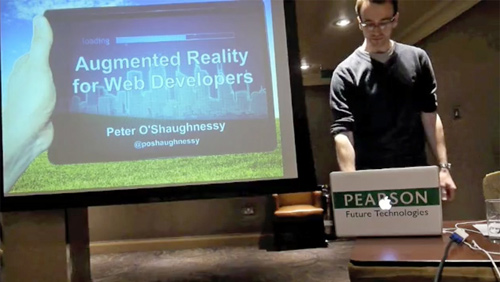 Loading
Augmented Reality
for Web Developers
Peter O'Shaughnessy
@poshaughnessy
PEARSON
Future Technologies